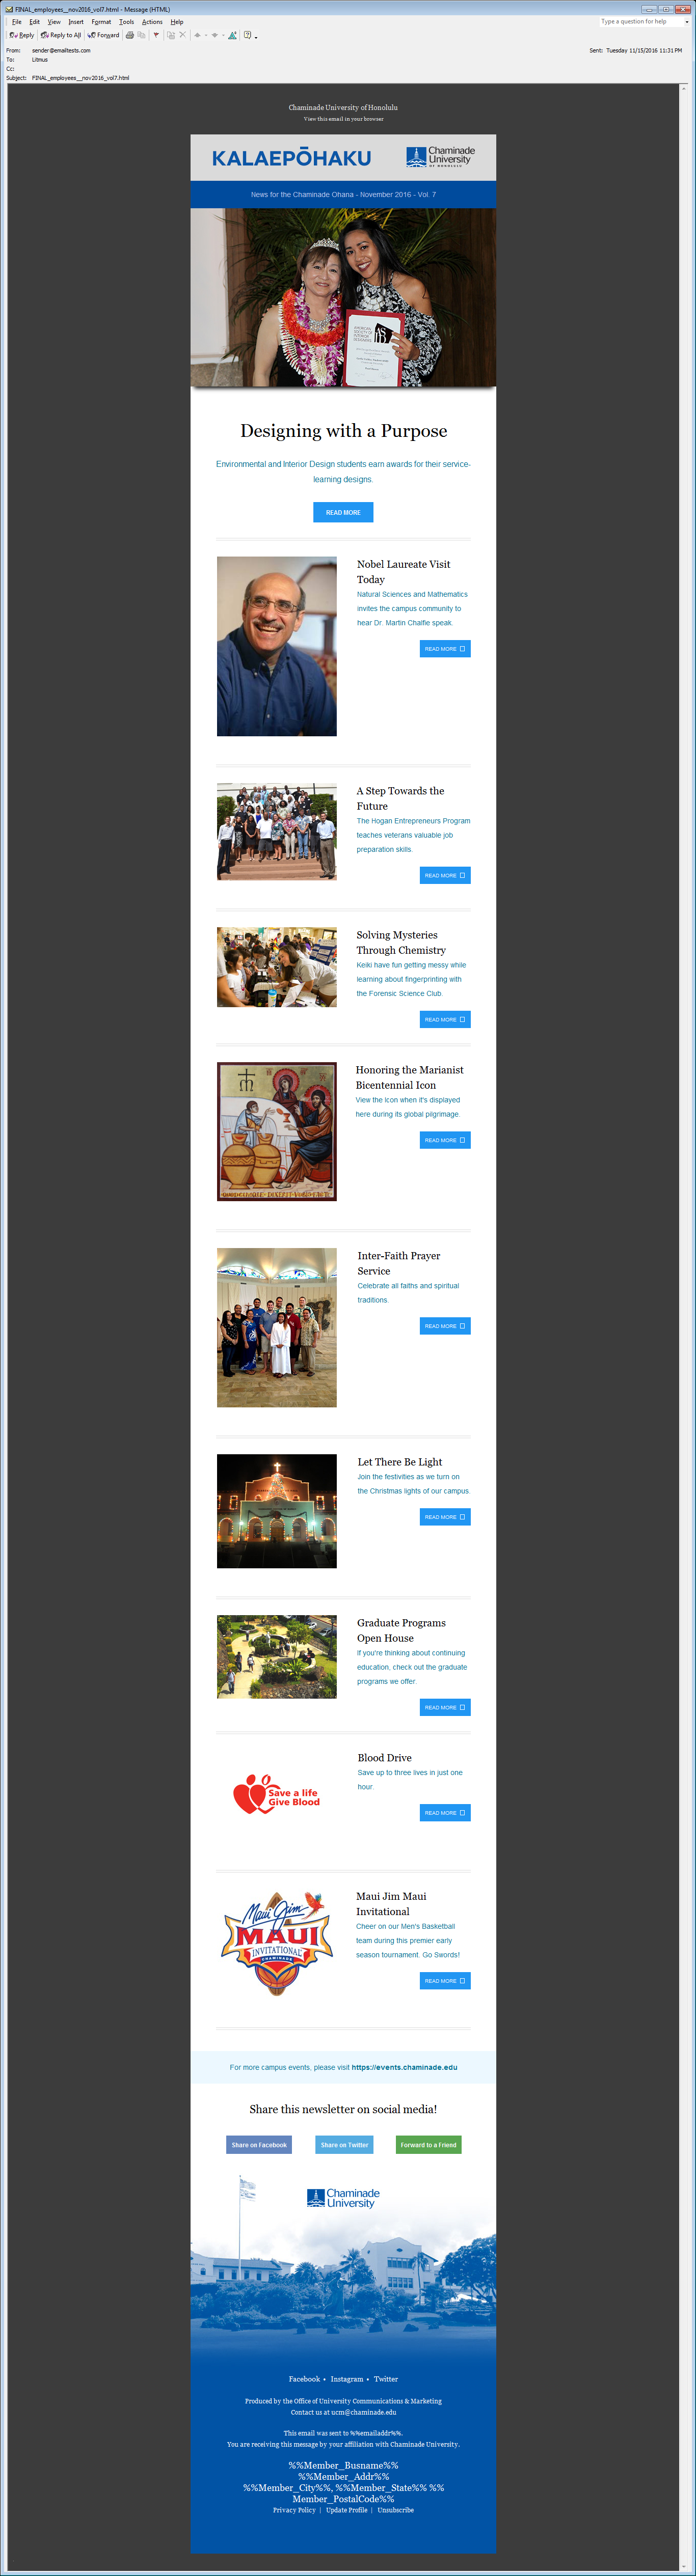 FINAL_employees__nov2016_vol7.html - Message (HTML)
File Edit View Insert Format Tools Actions Help
Type a question for help
Reply Reply to All Forward
From: sender@emailtests.com
Sent: Tuesday 11/15/2016 11:31 PM
To: Litmus
Cc:
Subject: FINAL_employees__nov2016_vol7.html
Chaminade University of Honolulu
View this email in your browser
KALAEPŌHAKU
Chaminade
University
OF HONOLULU
News for the Chaminade Ohana - November 2016 - Vol. 7
Designing with a Purpose
Environmental and Interior Design students earn awards for their service-
learning designs.
READ MORE
Nobel Laureate Visit
Today
Natural Sciences and Mathematics
invites the campus community to
hear Dr. Martin Chalfie speak.
READ MORE
A Step Towards the
Future
The Hogan Entrepreneurs Program
teaches veterans valuable job
preparation skills.
READ MORE
Solving Mysteries
Through Chemistry
Keiki have fun getting messy while
learning about fingerprinting with
the Forensic Science Club.
READ MORE
Honoring the Marianist
Bicentennial Icon
View the Icon when it's displayed
here during its global pilgrimage.
READ MORE
Inter-Faith Prayer
Service
Celebrate all faiths and spiritual
traditions.
READ MORE
Let There Be Light
Join the festivities as we turn on
the Christmas lights of our campus.
READ MORE
Graduate Programs
Open House
If you're thinking about continuing
education, check out the graduate
programs we offer.
READ MORE
Save a life
Give Blood
Blood Drive
Save up to three lives in just one
hour.
READ MORE
Maui Jim
MAUI
INVITATIONAL
CHAMINADE
Maui Jim Maui
Invitational
Cheer on our Men's Basketball
team during this premier early
season tournament. Go Swords!
READ MORE
For more campus events, please visit https://events.chaminade.edu
Share this newsletter on social media!
Share on Facebook Share on Twitter Forward to a Friend
Chaminade
University
Facebook • Instagram • Twitter
Produced by the Office of University Communications & Marketing
Contact us at ucm@chaminade.edu
This email was sent to %%emailaddr%%.
You are receiving this message by your affiliation with Chaminade University.
%%Member_Busname%%
%%Member_Addr%%
%%Member_City%%, %%Member_State%% %%
Member_PostalCode%%
Privacy Policy | Update Profile | Unsubscribe